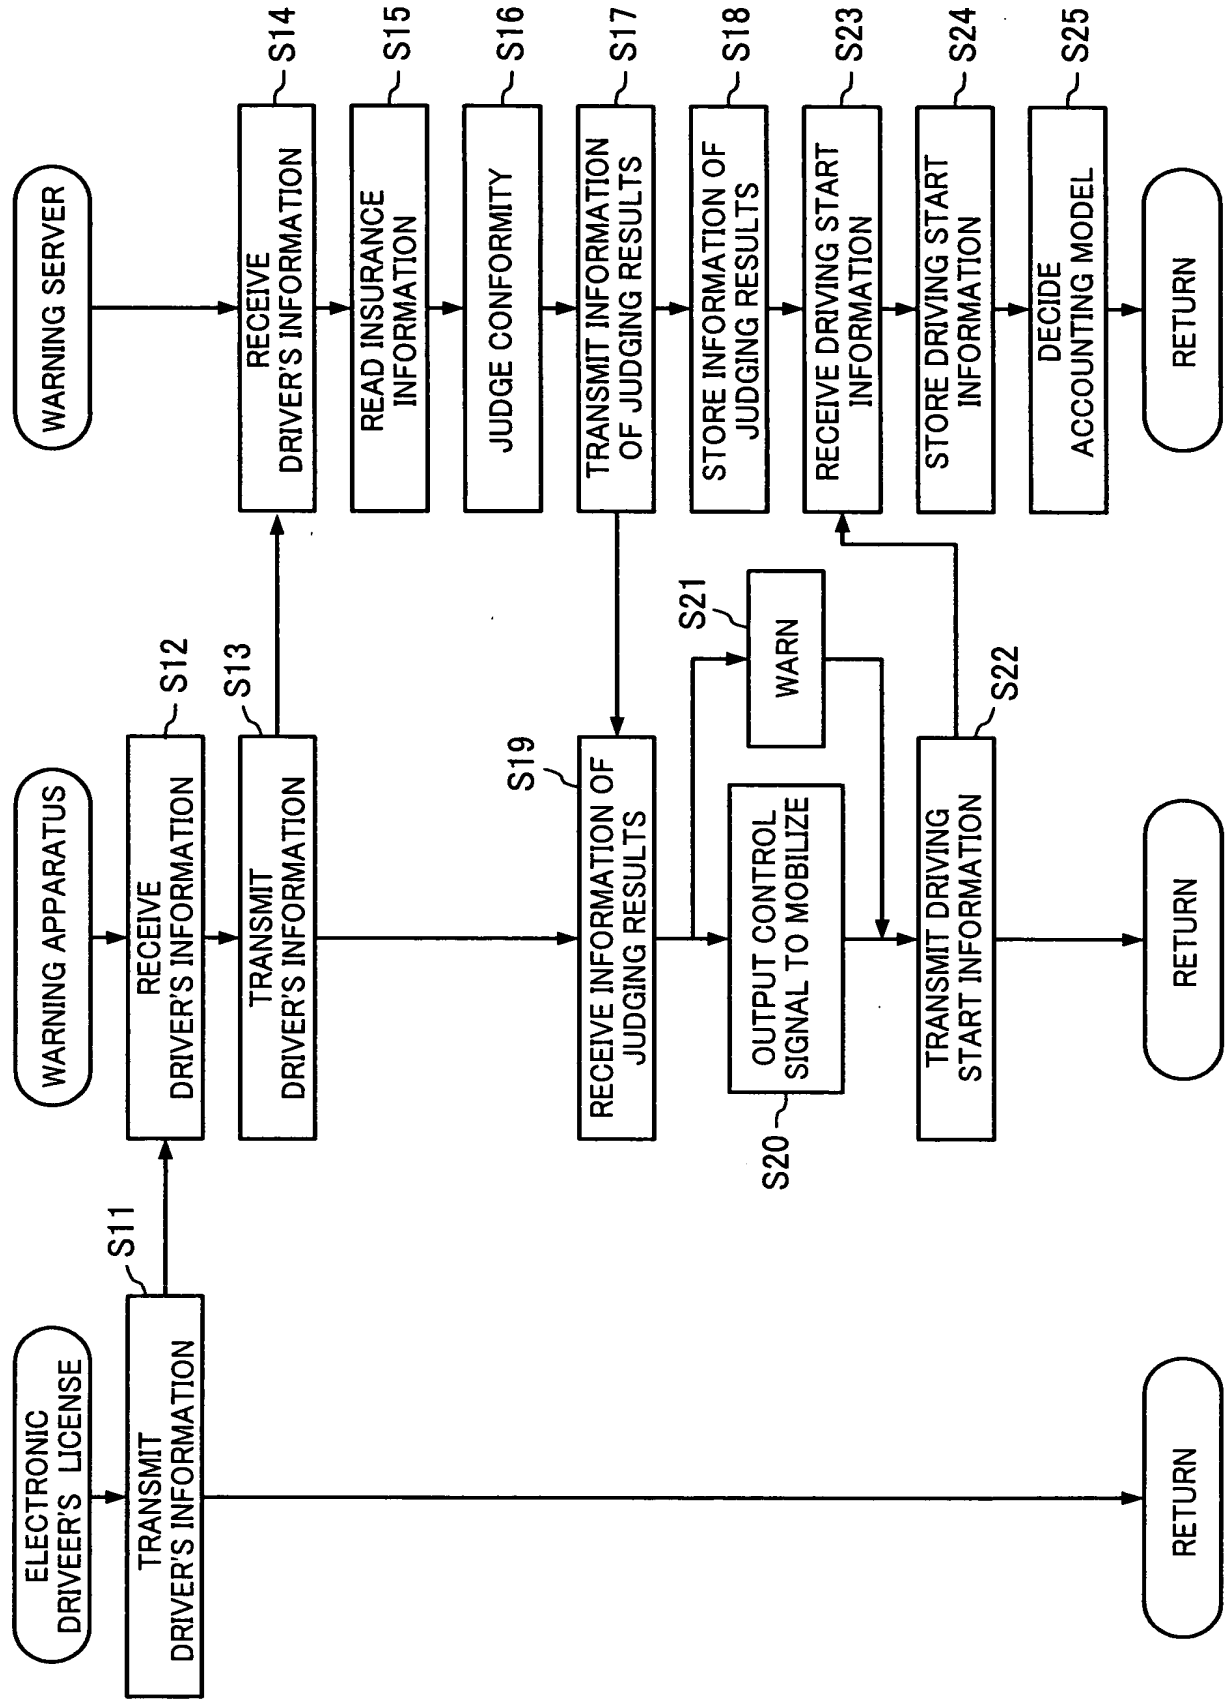 ELECTRONIC
DRIVEER'S LICENSE
TRANSMIT
DRIVER'S INFORMATION
S11
RETURN
WARNING APPARATUS
RECEIVE
DRIVER'S INFORMATION
S12
TRANSMIT
DRIVER'S INFORMATION
S13
RECEIVE INFORMATION OF
JUDGING RESULTS
S19
OUTPUT CONTROL
SIGNAL TO MOBILIZE
S20
WARN
S21
TRANSMIT DRIVING
START INFORMATION
S22
RETURN
WARNING SERVER
RECEIVE
DRIVER'S INFORMATION
S14
READ INSURANCE
INFORMATION
S15
JUDGE CONFORMITY
S16
TRANSMIT INFORMATION
OF JUDGING RESULTS
S17
STORE INFORMATION OF
JUDGING RESULTS
S18
RECEIVE DRIVING START
INFORMATION
S23
STORE DRIVING START
INFORMATION
S24
DECIDE
ACCOUNTING MODEL
S25
RETURN